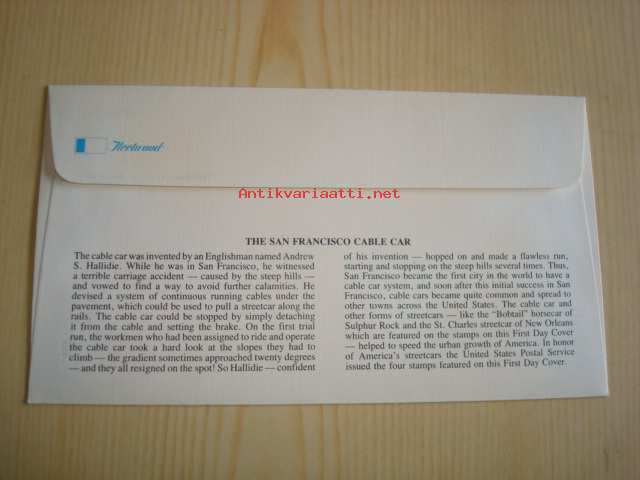 Fleetwood
Antikvariaatti.net
THE SAN FRANCISCO CABLE CAR
The cable car was invented by an Englishman named Andrew
S. Hallidie. While he was in San Francisco, he witnessed
a terrible carriage accident — caused by the steep hills —
and vowed to find a way to avoid further calamities. He
devised a system of continuous running cables under the
pavement, which could be used to pull a streetcar along the
rails. The cable car could be stopped by simply detaching
it from the cable and setting the brake. On the first trial
run, the workmen who had been assigned to ride and operate
the cable car took a hard look at the slopes they had to
climb — the gradient sometimes approached twenty degrees
— and they all resigned on the spot! So Hallidie — confident
of his invention — hopped on and made a flawless run,
starting and stopping on the steep hills several times. Thus,
San Francisco became the first city in the world to have a
cable car system, and soon after this initial success in San
Francisco, cable cars became quite common and spread to
other towns across the United States. The cable car and
other forms of streetcars — like the "Bobtail" horsecar of
Sulphur Rock and the St. Charles streetcar of New Orleans
which are featured on the stamps on this First Day Cover
— helped to speed the urban growth of America. In honor
of America's streetcars the United States Postal Service
issued the four stamps featured on this First Day Cover.